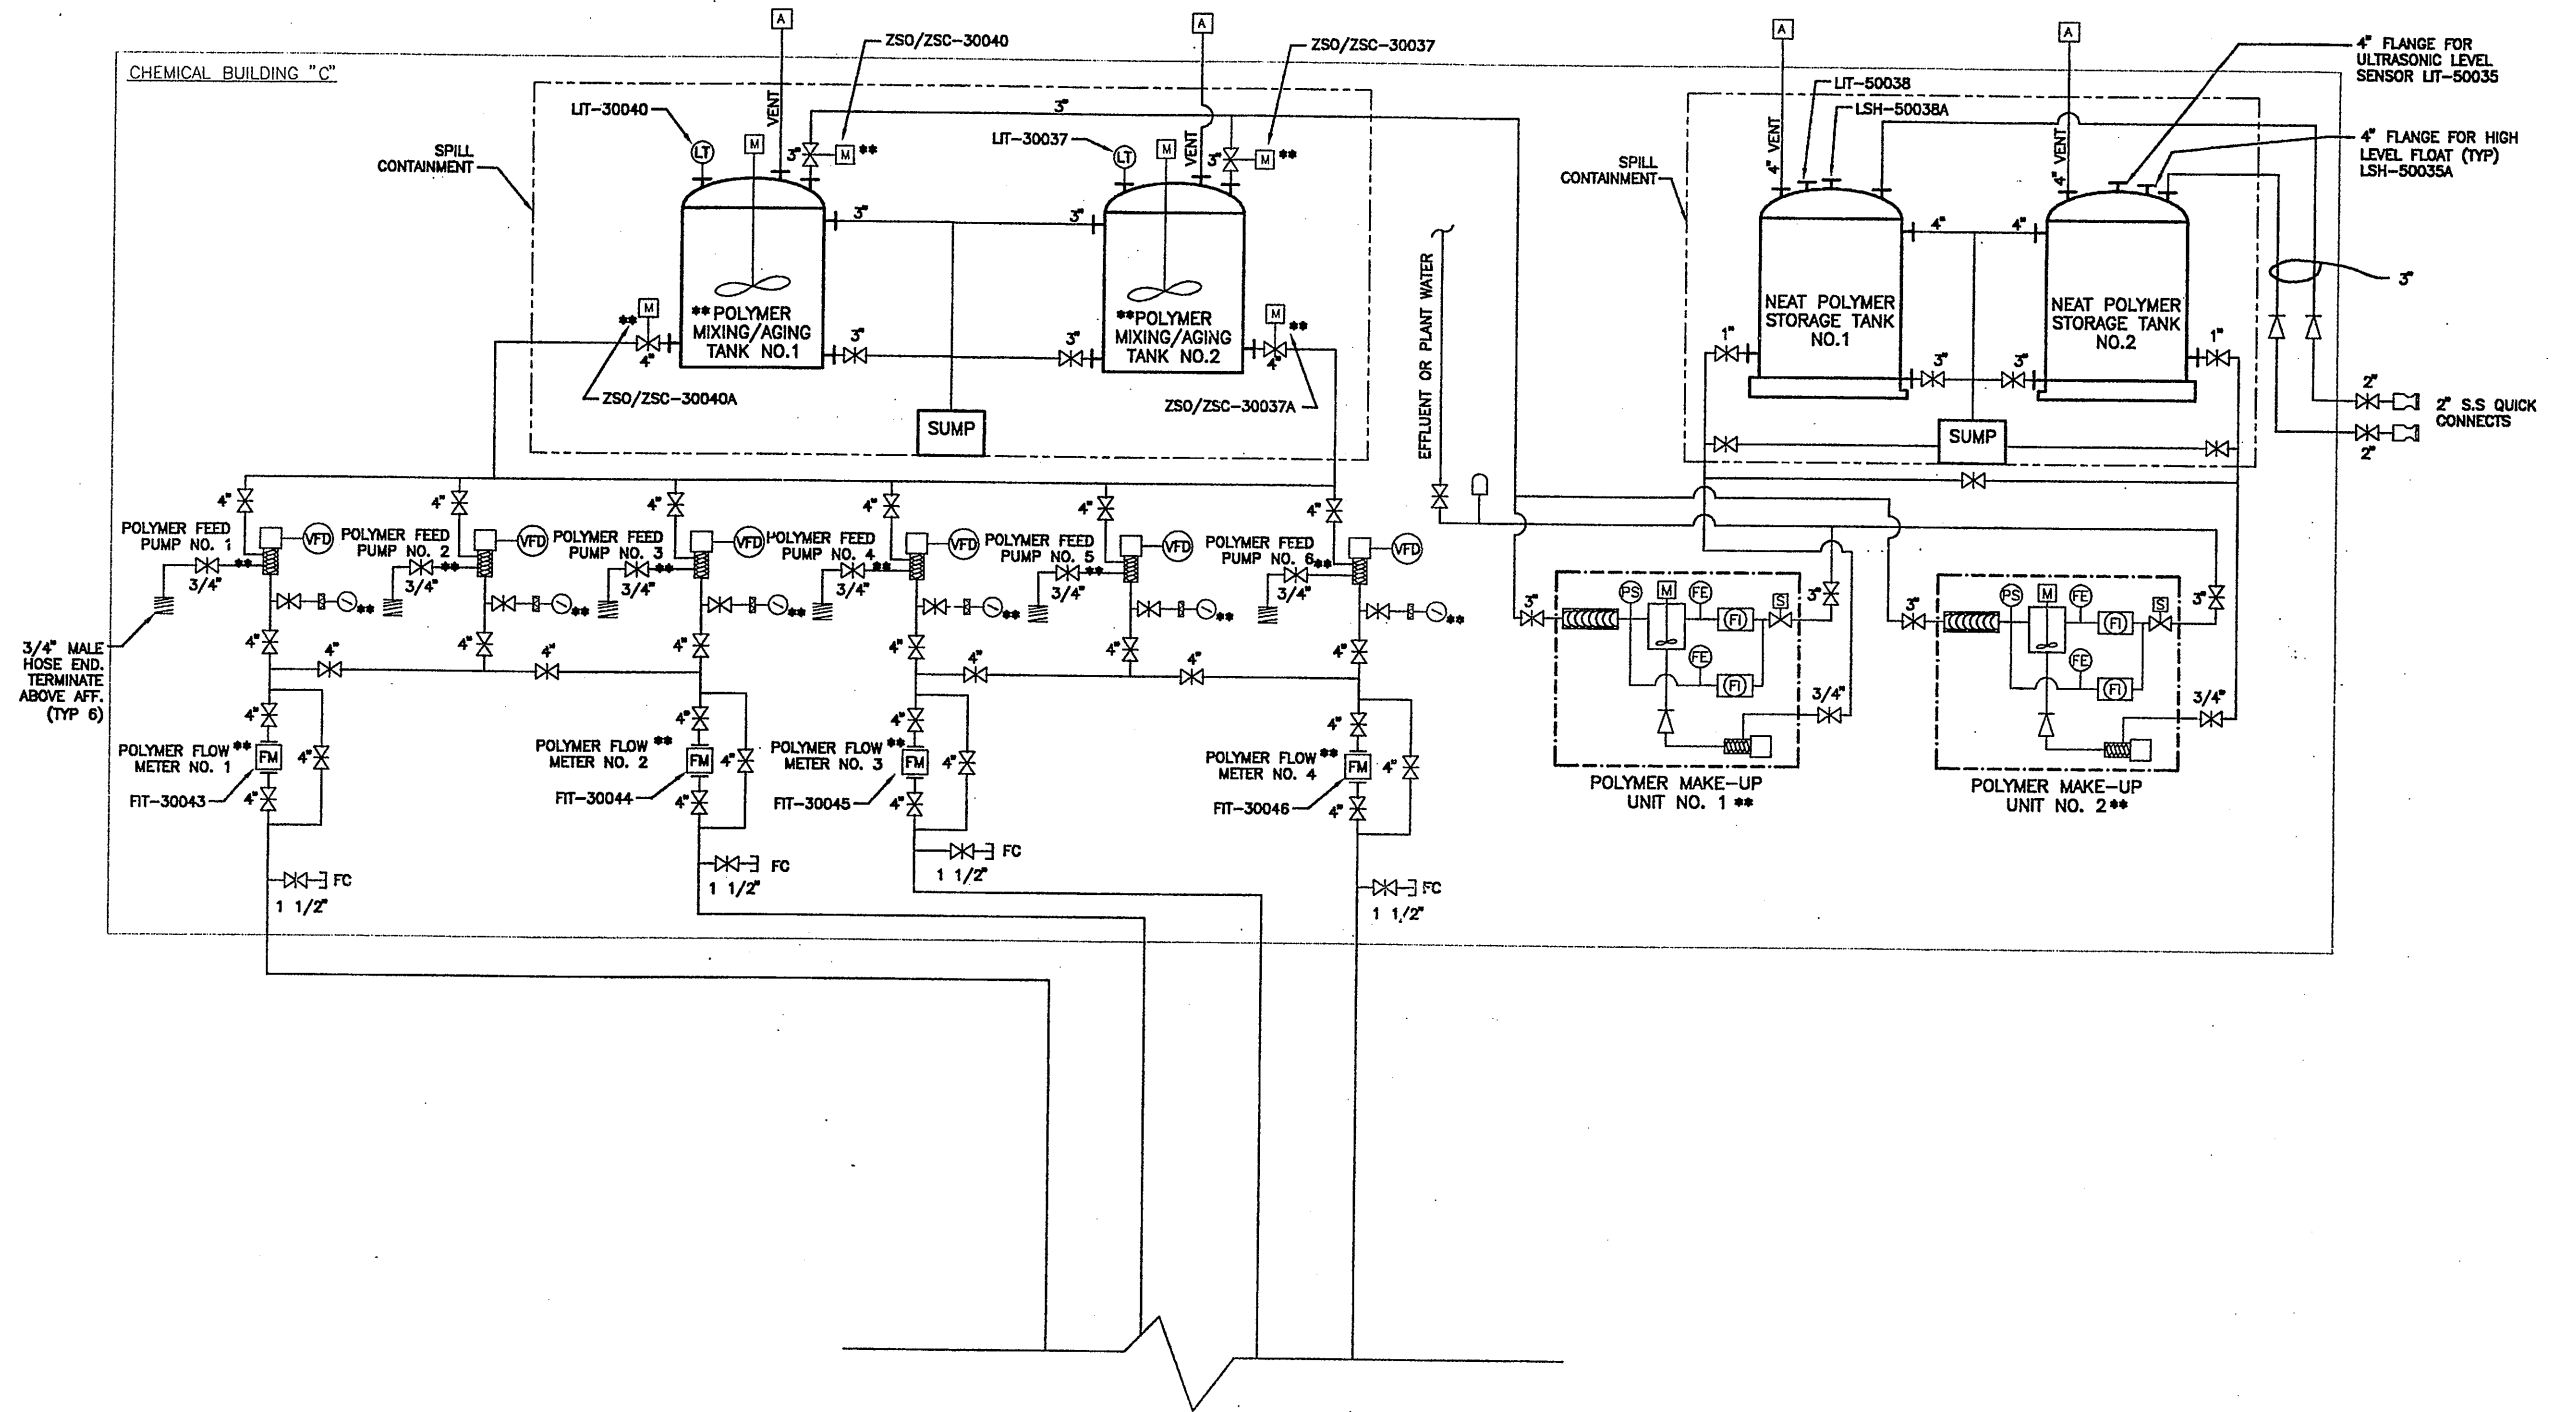 A
A
A
A
CHEMICAL BUILDING "C"
ZSO/ZSC-30040
ZSO/ZSC-30037
4" FLANGE FOR
ULTRASONIC LEVEL
SENSOR LIT-50035
LIT-30040
VENT
3"
LIT-50038
LSH-50038A
LT
M
3"
M **
LIT-30037
LT
M
VENT
3"
M **
4" VENT
4" VENT
4" FLANGE FOR HIGH
LEVEL FLOAT (TYP)
LSH-50035A
SPILL
CONTAINMENT
SPILL
CONTAINMENT
3"
3"
4"
4"
3"
EFFLUENT OR PLANT WATER
** M
**POLYMER
MIXING/AGING
TANK NO.1
**POLYMER
MIXING/AGING
TANK NO.2
M **
NEAT POLYMER
STORAGE TANK
NO.1
NEAT POLYMER
STORAGE TANK
NO.2
4"
3"
3"
4"
1"
3"
3"
1"
ZSO/ZSC-30040A
ZSO/ZSC-30037A
SUMP
SUMP
2"
2" S.S QUICK
CONNECTS
2"
4"
4"
4"
4"
4"
4"
POLYMER FEED
PUMP NO. 1
VFD
POLYMER FEED
PUMP NO. 2
VFD
POLYMER FEED
PUMP NO. 3
VFD
POLYMER FEED
PUMP NO. 4
VFD
POLYMER FEED
PUMP NO. 5
VFD
POLYMER FEED
PUMP NO. 6
VFD
**
**
**
**
**
**
3/4"
3/4"
3/4"
3/4"
3/4"
3/4"
**
**
**
**
**
**
3/4" MALE
HOSE END.
TERMINATE
ABOVE AFF.
(TYP 6)
4"
4"
4"
4"
4"
4"
4"
4"
4"
4"
3"
PS
M
FE
FI
S
3"
FE
FI
3/4"
3"
PS
M
FE
FI
S
3"
FE
FI
3/4"
POLYMER MAKE-UP
UNIT NO. 1 **
POLYMER MAKE-UP
UNIT NO. 2 **
4"
4"
4"
4"
POLYMER FLOW **
METER NO. 1
FM
4"
POLYMER FLOW **
METER NO. 2
FM
4"
POLYMER FLOW **
METER NO. 3
FM
4"
POLYMER FLOW **
METER NO. 4
FM
4"
FIT-30043
4"
FIT-30044
4"
FIT-30045
4"
FIT-30046
4"
FC
1 1/2"
FC
1 1/2"
FC
1 1/2"
FC
1 1/2"